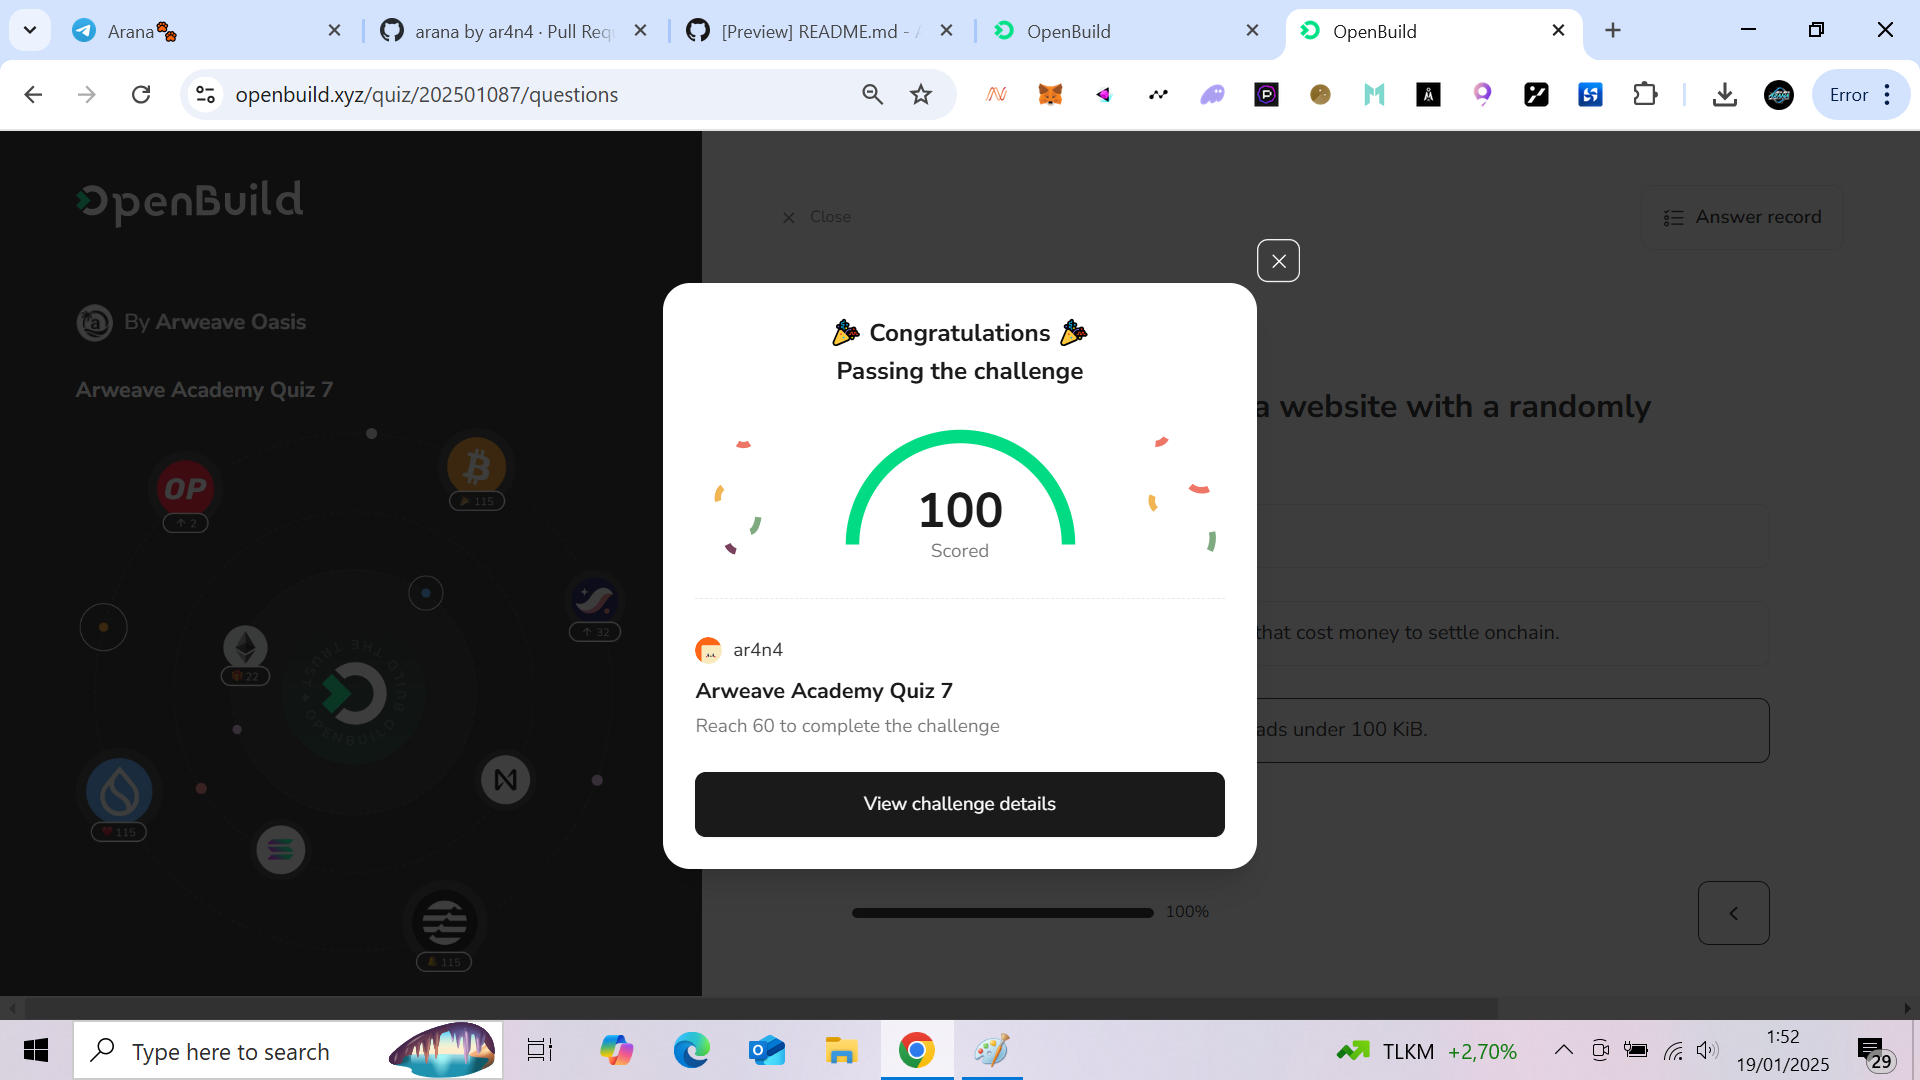 Arana🐾
arana by ar4n4 · Pull Requ
[Preview] README.md - A
OpenBuild
OpenBuild
openbuild.xyz/quiz/202501087/questions
Error
OpenBuild
Close
Answer record
By Arweave Oasis
Arweave Academy Quiz 7
a website with a randomly
🎉 Congratulations 🎉
Passing the challenge
100
Scored
ar4n4
Arweave Academy Quiz 7
Reach 60 to complete the challenge
View challenge details
that cost money to settle onchain.
ads under 100 KiB.
100%
OP
2
115
32
22
115
115
Type here to search
TLKM +2,70%
1:52
19/01/2025
29